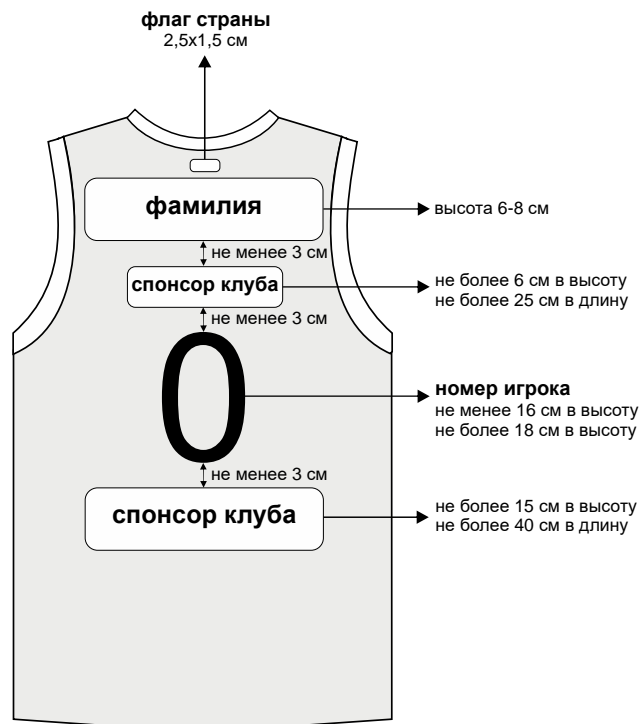 флаг страны
2,5х1,5 см
фамилия
высота 6-8 см
не менее 3 см
спонсор клуба
не более 6 см в высоту
не более 25 см в длину
не менее 3 см
0
номер игрока
не менее 16 см в высоту
не более 18 см в высоту
не менее 3 см
спонсор клуба
не более 15 см в высоту
не более 40 см в длину